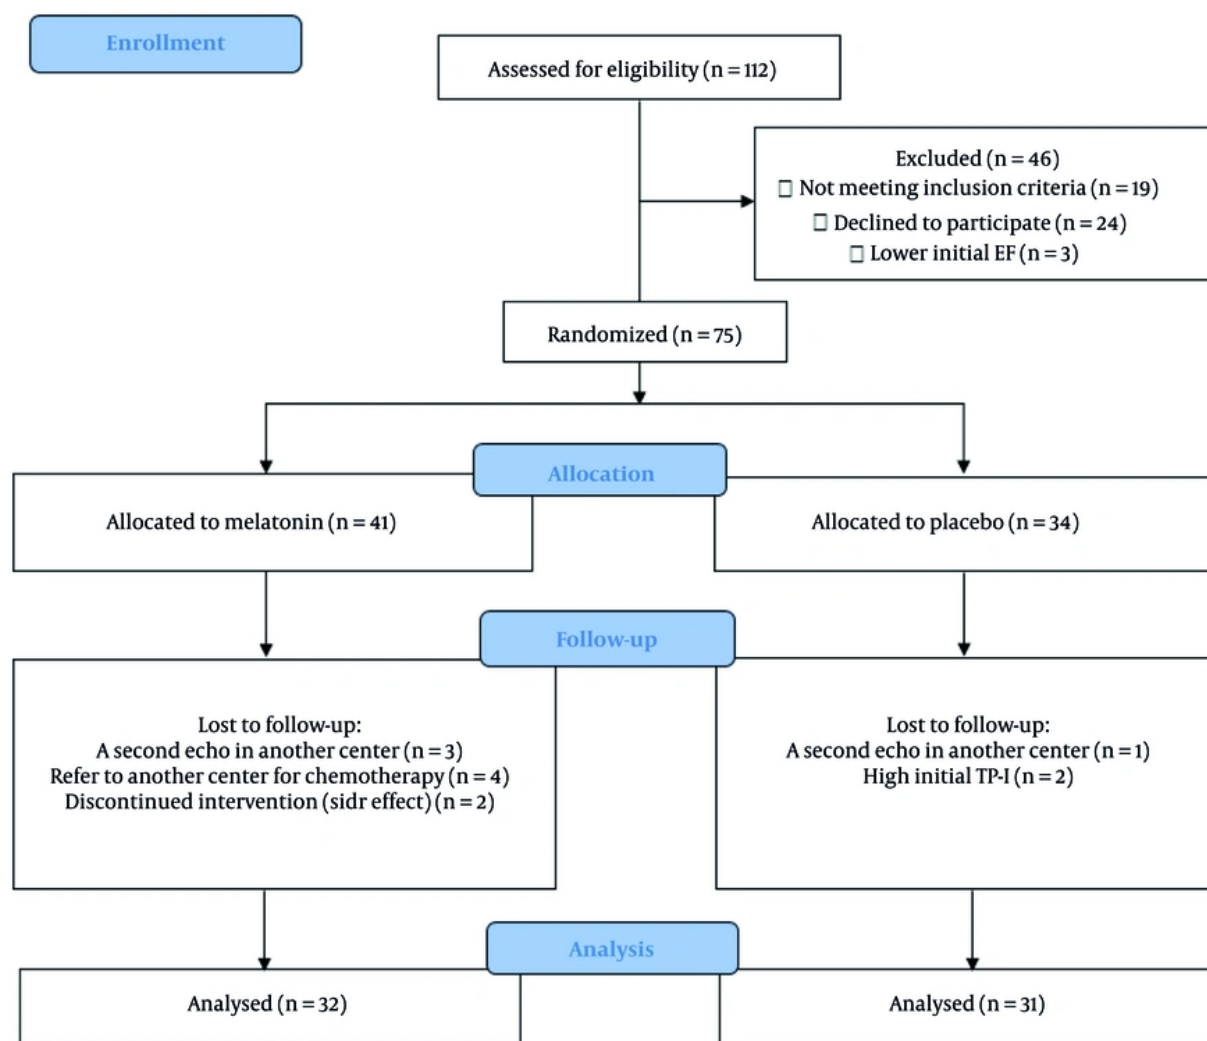 Enrollment
Assessed for eligibility (n = 112)
Excluded (n = 46)
□ Not meeting inclusion criteria (n = 19)
□ Declined to participate (n = 24)
□ Lower initial EF (n = 3)
Randomized (n = 75)
Allocation
Allocated to melatonin (n = 41)
Allocated to placebo (n = 34)
Follow-up
Lost to follow-up:
A second echo in another center (n = 3)
Refer to another center for chemotherapy (n = 4)
Discontinued intervention (sidr effect) (n = 2)
Lost to follow-up:
A second echo in another center (n = 1)
High initial TP-I (n = 2)
Analysis
Analysed (n = 32)
Analysed (n = 31)